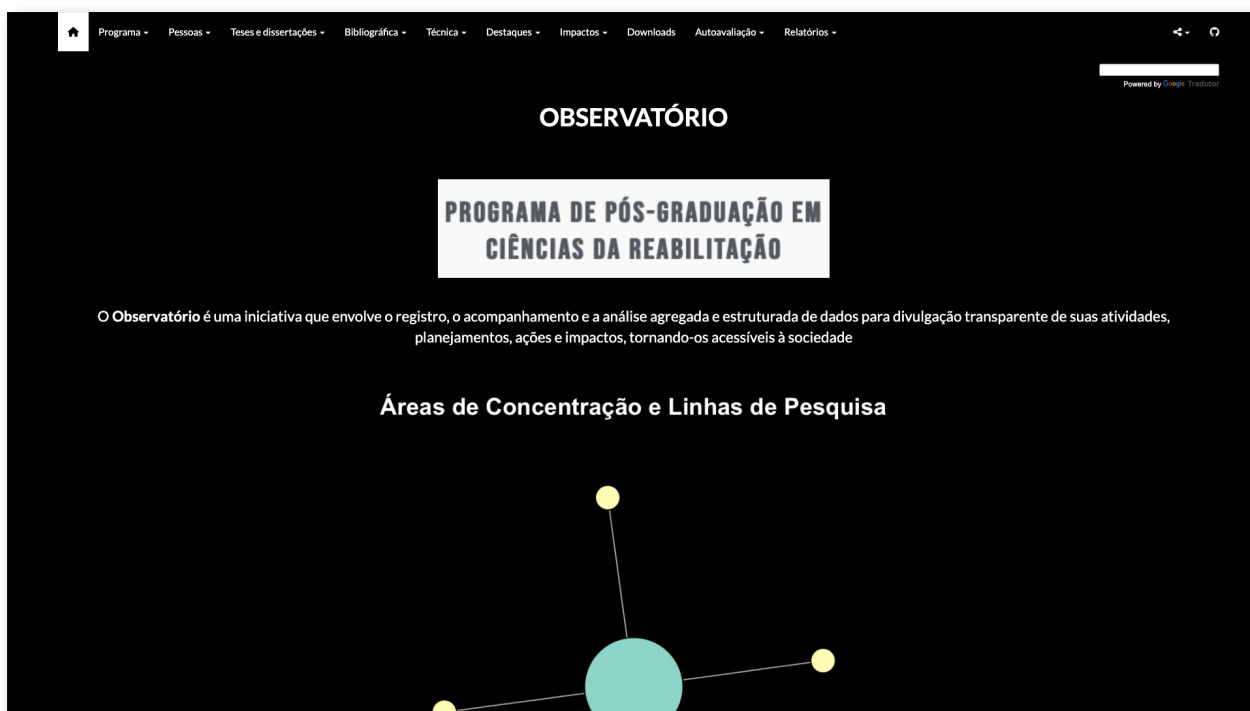 Programa Pessoas Teses e dissertações Bibliográfica Técnica Destaques Impactos Downloads Autoavaliação Relatórios
Powered by Google Tradutor
OBSERVATÓRIO
PROGRAMA DE PÓS-GRADUAÇÃO EM
CIÊNCIAS DA REABILITAÇÃO
O Observatório é uma iniciativa que envolve o registro, o acompanhamento e a análise agregada e estruturada de dados para divulgação transparente de suas atividades,
planejamentos, ações e impactos, tornando-os acessíveis à sociedade
Áreas de Concentração e Linhas de Pesquisa